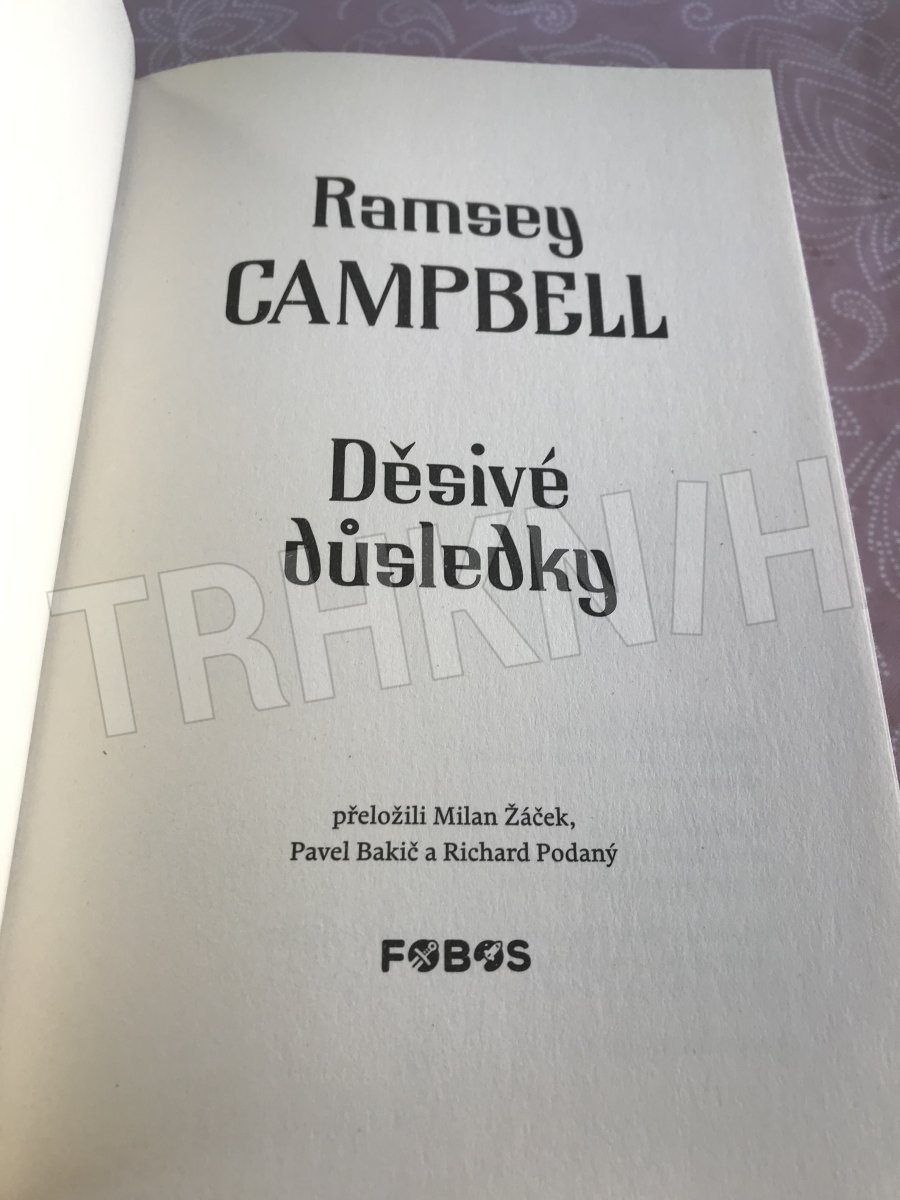 Ramsey
CAMPBELL
Děsivé
důsledky
TRHKNIH
přeložili Milan Žáček,
Pavel Bakič a Richard Podaný
FOBOS